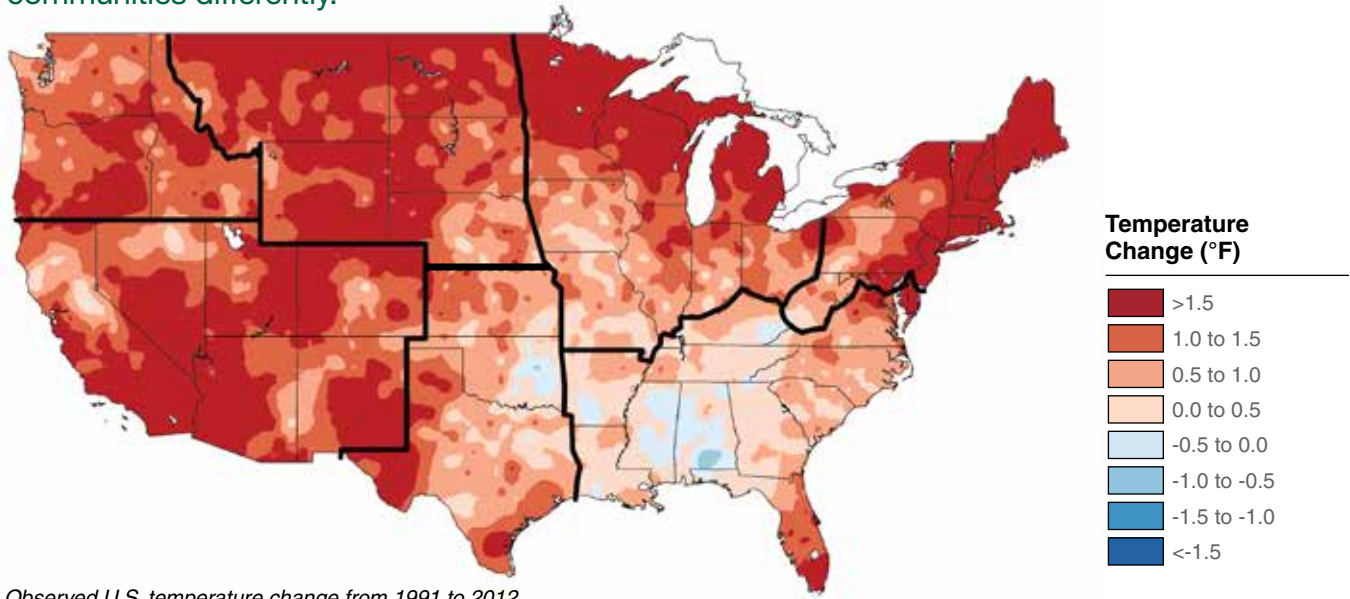 communities differently.
Temperature
Change (°F)
>1.5
1.0 to 1.5
0.5 to 1.0
0.0 to 0.5
-0.5 to 0.0
-1.0 to -0.5
-1.5 to -1.0
<-1.5
Observed U.S. temperature change from 1991 to 2012